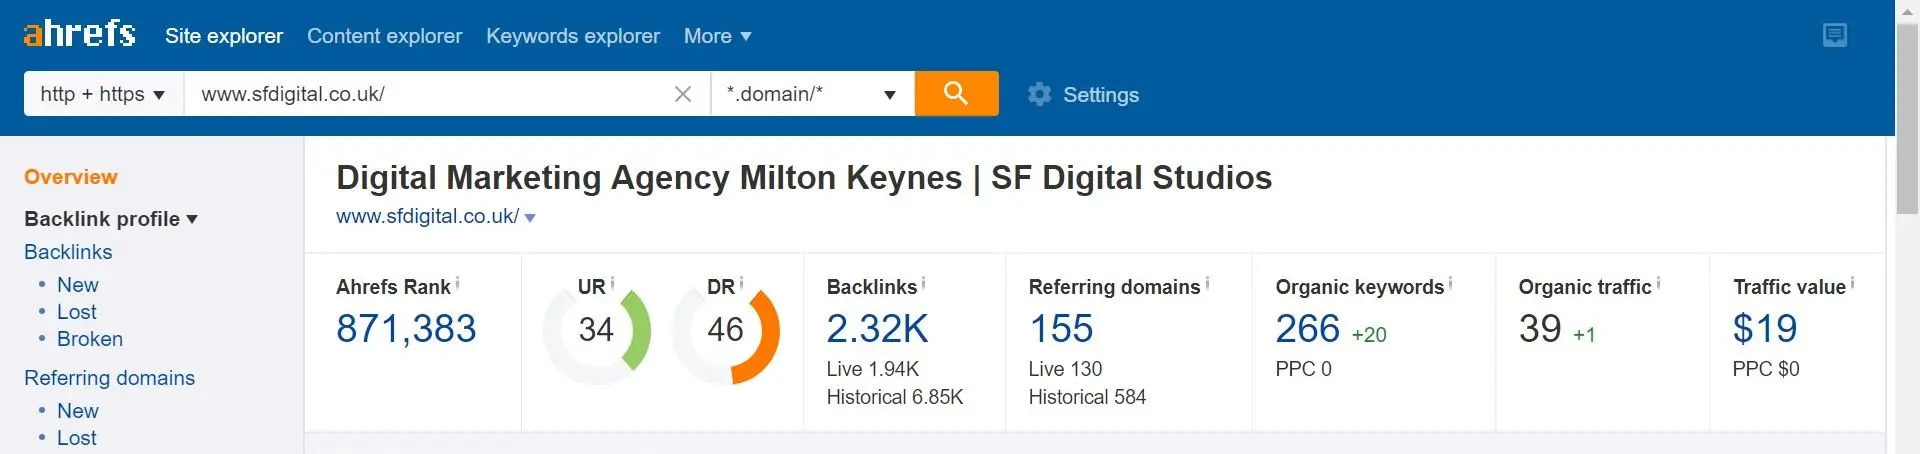 ahrefs Site explorer Content explorer Keywords explorer More
http + https www.sfdigital.co.uk/ *.domain/* Settings
Overview
Backlink profile
Backlinks
New
Lost
Broken
Referring domains
New
Lost
Digital Marketing Agency Milton Keynes | SF Digital Studios
www.sfdigital.co.uk/
Ahrefs Rank
871,383
UR
34
DR
46
Backlinks
2.32K
Live 1.94K
Historical 6.85K
Referring domains
155
Live 130
Historical 584
Organic keywords
266 +20
PPC 0
Organic traffic
39 +1
Traffic value
$19
PPC $0